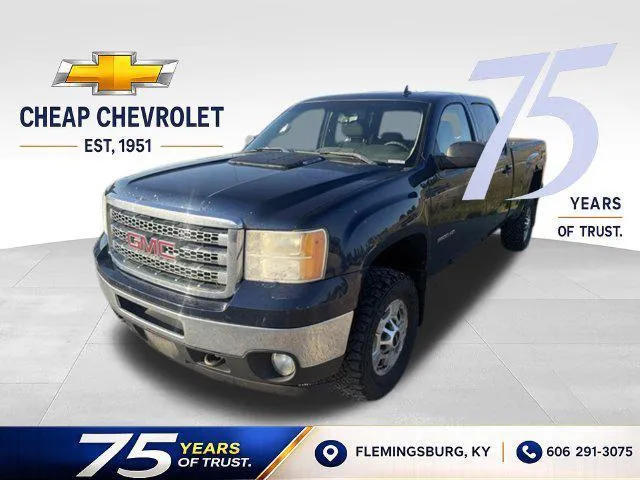 CHEAP CHEVROLET
EST, 1951
75
YEARS
OF TRUST.
GMC
75 YEARS
OF TRUST.
FLEMINGSBURG, KY
606 291-3075